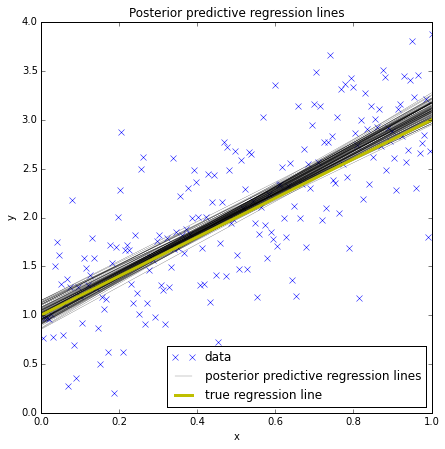 Posterior predictive regression lines
4.0
3.5
3.0
2.5
2.0
1.5
1.0
0.5
0.0
y
data
posterior predictive regression lines
true regression line
0.0 0.2 0.4 0.6 0.8 1.0
x